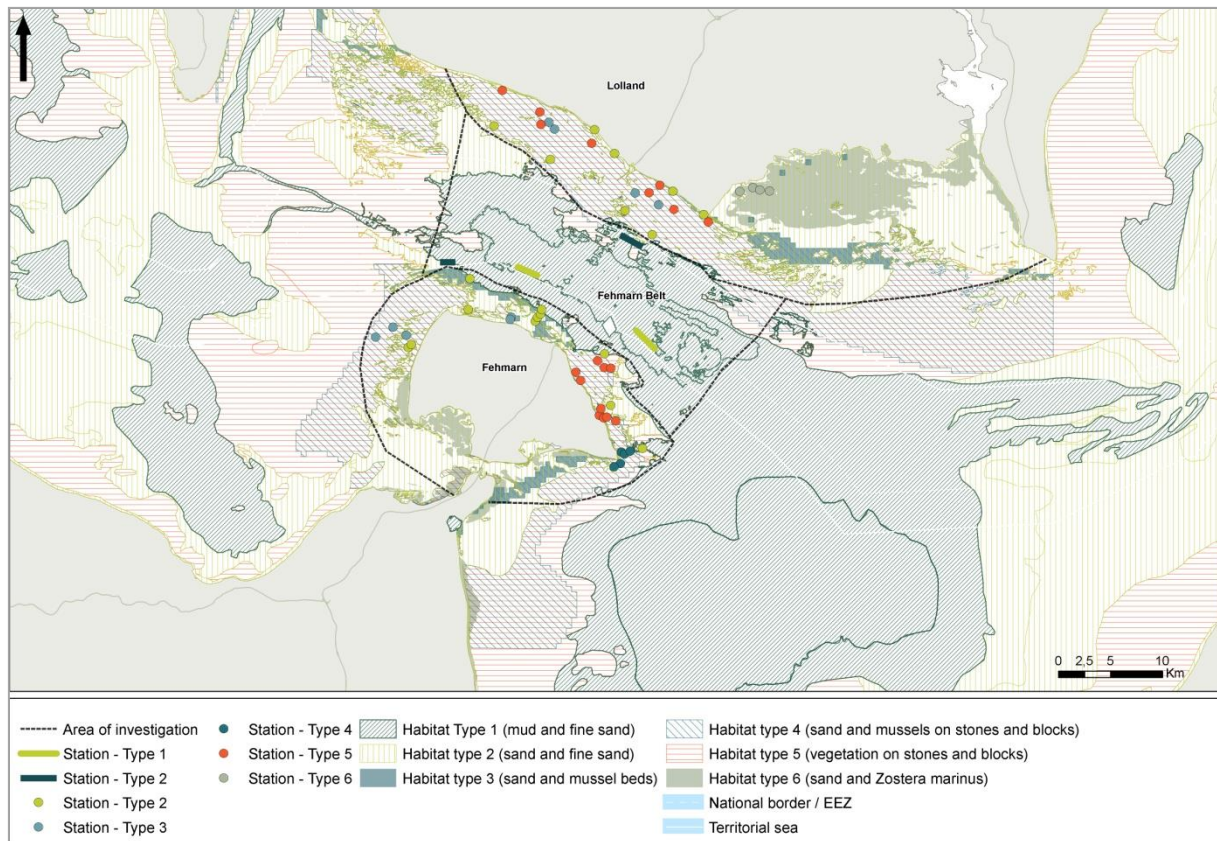 Lolland
Fehmarn Belt
Fehmarn
0 2,5 5 10
Km
Area of investigation
Station - Type 1
Station - Type 2
Station - Type 2
Station - Type 3
Station - Type 4
Station - Type 5
Station - Type 6
Habitat Type 1 (mud and fine sand)
Habitat type 2 (sand and fine sand)
Habitat type 3 (sand and mussel beds)
Habitat type 4 (sand and mussels on stones and blocks)
Habitat type 5 (vegetation on stones and blocks)
Habitat type 6 (sand and Zostera marinus)
National border / EEZ
Territorial sea